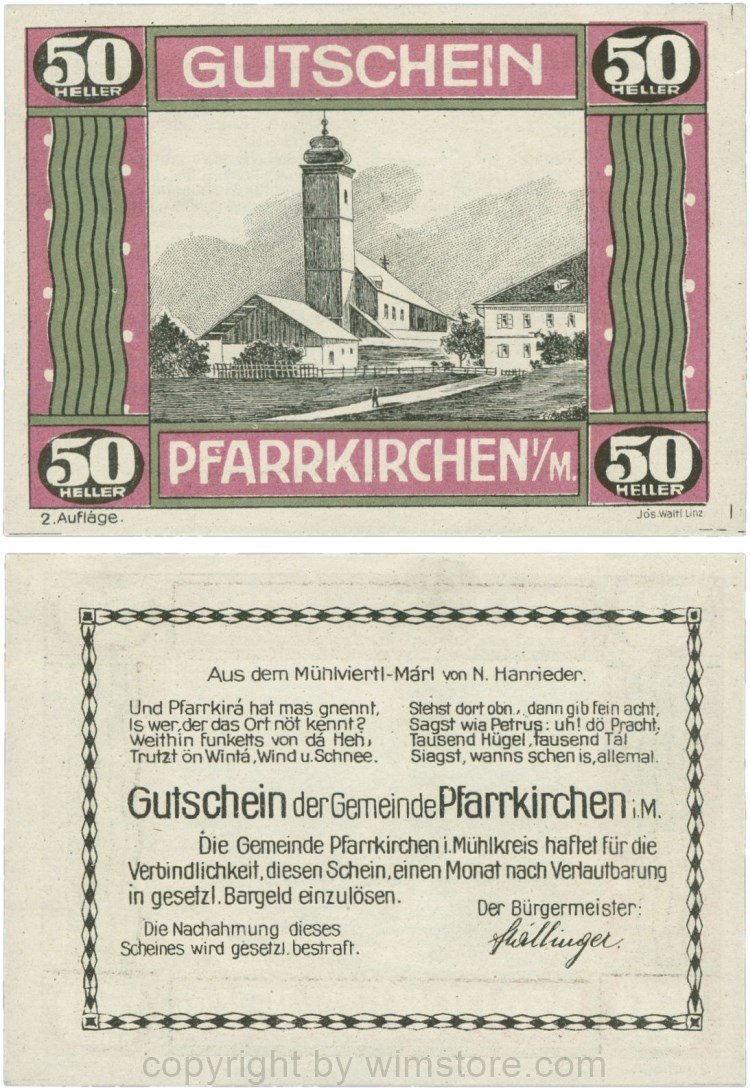 50 HELLER
GUTSCHEIN
50 HELLER
50 HELLER
PFARRKIRCHEN I/M.
50 HELLER
2. Auflage.
Jos. Waltl Linz
Aus dem Mühlviertl-Márl von N. Hanrieder.
Und Pfarrkirá hat mas gnennt,
Is wer, der das Ort nöt kennt?
Weithin funkelts von dá Heh,
Trutzt ön Wintá, Wind u. Schnee.
Stehst dort obn, dann gib fein acht,
Sagst wia Petrus: uh! dö Pracht,
Tausend Hügel, tausend Tal
Siagst, wanns schen is, allemal.
Gutschein der Gemeinde Pfarrkirchen i.M.
Die Gemeinde Pfarrkirchen i. Mühlkreis haftet für die
Verbindlichkeit, diesen Schein, einen Monat nach Verlautbarung
in gesetzl. Bargeld einzulösen.
Die Nachahmung dieses
Scheines wird gesetzl. bestraft.
Der Bürgermeister:
copyright by wimstore.com